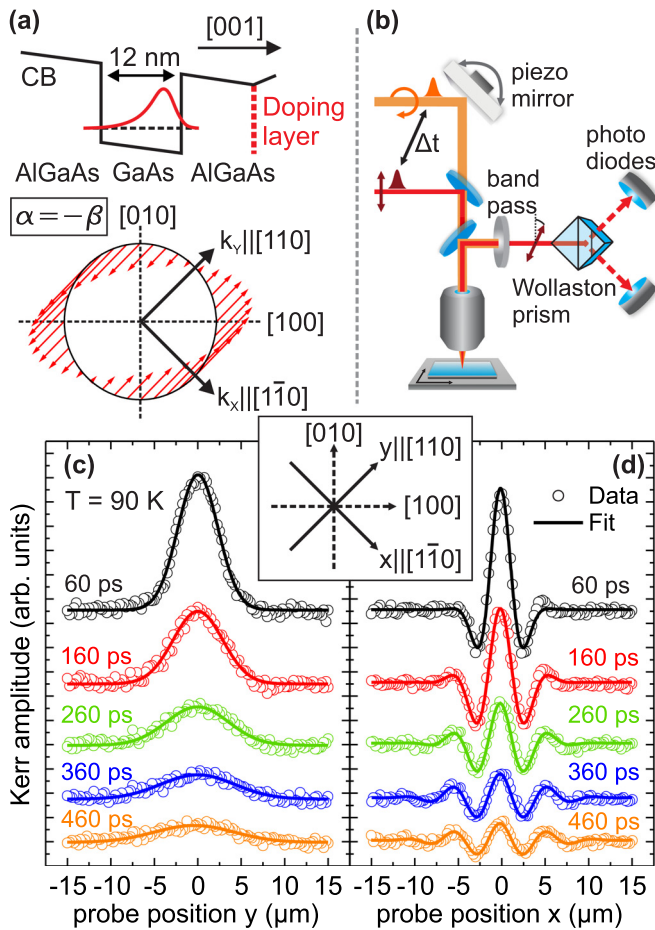 (a)
[001]
12 nm
CB
Doping
layer
AlGaAs GaAs AlGaAs
α=−β
[010]
k_Y||[110]
[100]
k_X||[11̄0]
(b)
piezo
mirror
Δt
photo
diodes
band
pass
Wollaston
prism
[010]
y||[110]
[100]
x||[11̄0]
(c)
T = 90 K
60 ps
160 ps
260 ps
360 ps
460 ps
Kerr amplitude (arb. units)
-15 -10 -5 0 5 10 15
probe position y (μm)
(d)
Data
Fit
60 ps
160 ps
260 ps
360 ps
460 ps
-15 -10 -5 0 5 10 15
probe position x (μm)